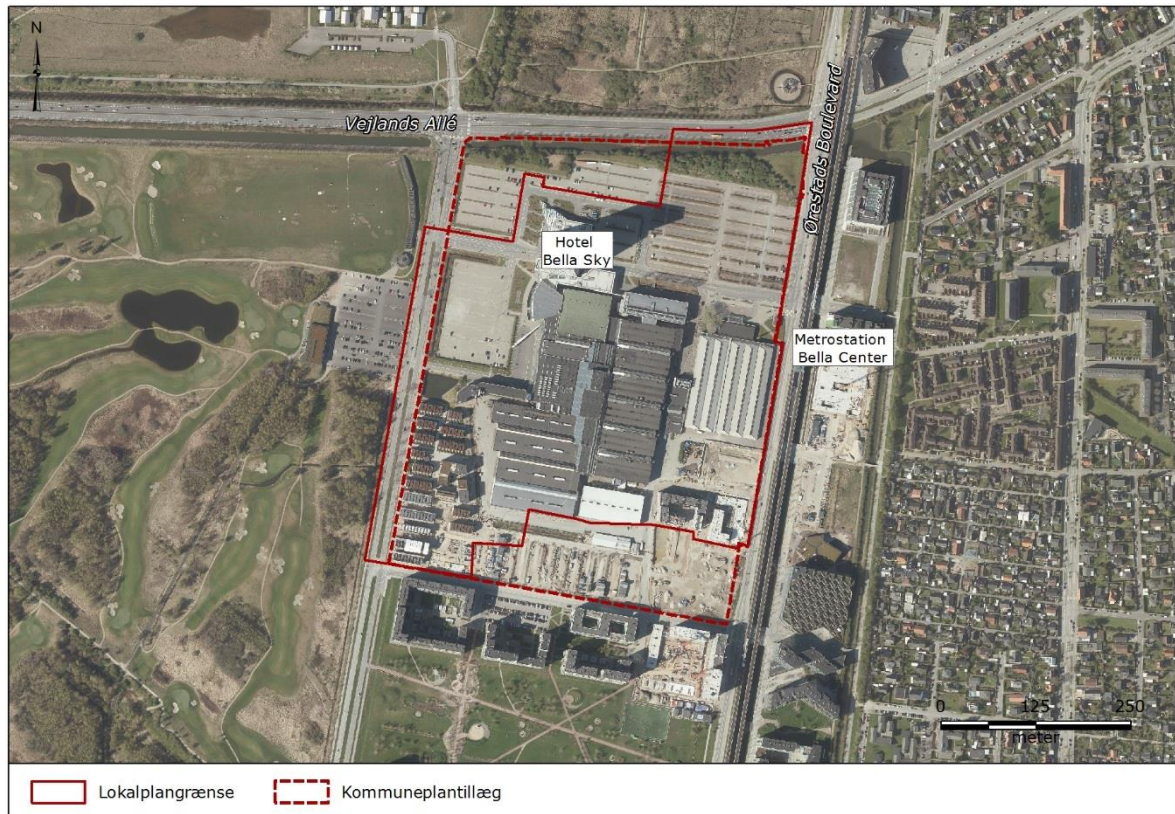 N
Vejlands Allé
Ørestads Boulevard
Hotel
Bella Sky
Metrostation
Bella Center
0 125 250
meter
Lokalplangrænse
Kommuneplantillæg